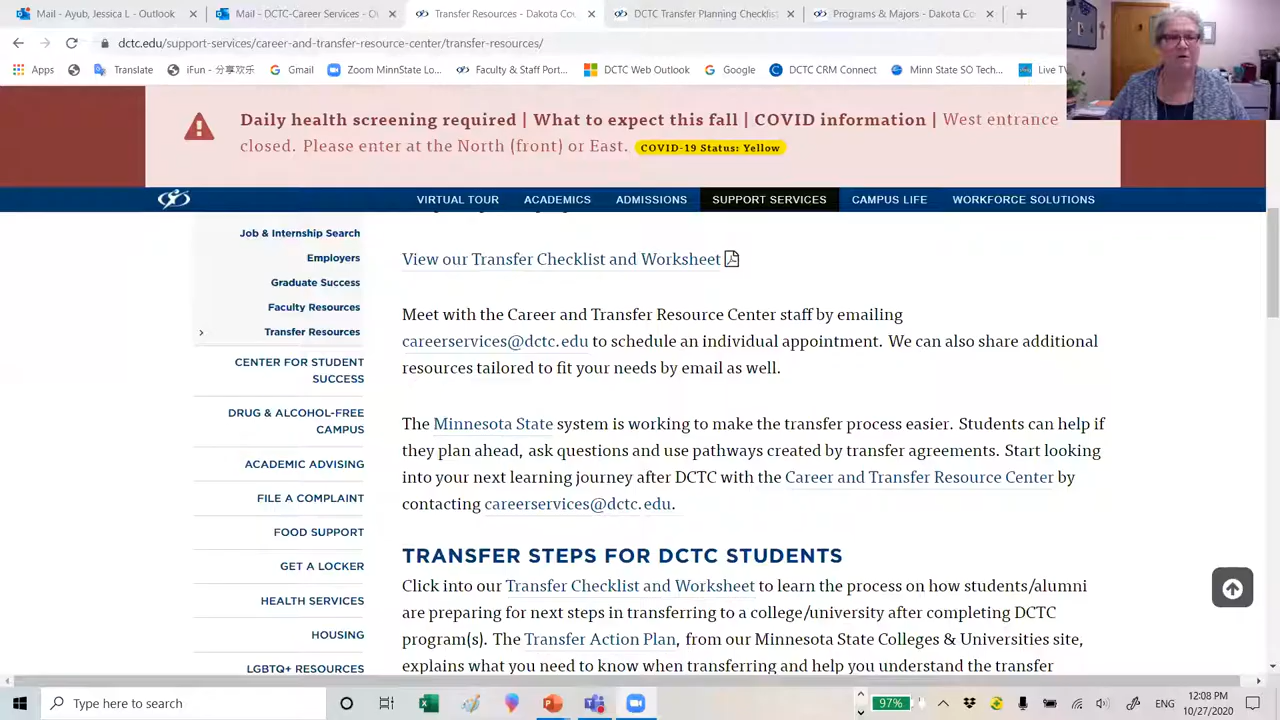 Mail - Ayub, Jessica L - Outlook
Mail - DCTC-Career Services - O
Transfer Resources - Dakota Cou
DCTC Transfer Planning Checklist
Programs & Majors - Dakota Co
dctc.edu/support-services/career-and-transfer-resource-center/transfer-resources/
Apps
Translate
iFun - 分享欢乐
Gmail
Zoom MinnState Lo...
Faculty & Staff Port...
DCTC Web Outlook
Google
DCTC CRM Connect
Minn State SO Tech...
Live TV
Daily health screening required | What to expect this fall | COVID information | West entrance
closed. Please enter at the North (front) or East. COVID-19 Status: Yellow
VIRTUAL TOUR ACADEMICS ADMISSIONS SUPPORT SERVICES CAMPUS LIFE WORKFORCE SOLUTIONS
Job & Internship Search
Employers
Graduate Success
Faculty Resources
Transfer Resources
CENTER FOR STUDENT
SUCCESS
DRUG & ALCOHOL-FREE
CAMPUS
ACADEMIC ADVISING
FILE A COMPLAINT
FOOD SUPPORT
GET A LOCKER
HEALTH SERVICES
HOUSING
LGBTQ+ RESOURCES
View our Transfer Checklist and Worksheet
Meet with the Career and Transfer Resource Center staff by emailing
careerservices@dctc.edu to schedule an individual appointment. We can also share additional
resources tailored to fit your needs by email as well.
The Minnesota State system is working to make the transfer process easier. Students can help if
they plan ahead, ask questions and use pathways created by transfer agreements. Start looking
into your next learning journey after DCTC with the Career and Transfer Resource Center by
contacting careerservices@dctc.edu.
TRANSFER STEPS FOR DCTC STUDENTS
Click into our Transfer Checklist and Worksheet to learn the process on how students/alumni
are preparing for next steps in transferring to a college/university after completing DCTC
program(s). The Transfer Action Plan, from our Minnesota State Colleges & Universities site,
explains what you need to know when transferring and help you understand the transfer
Type here to search
97%
ENG
12:08 PM
10/27/2020